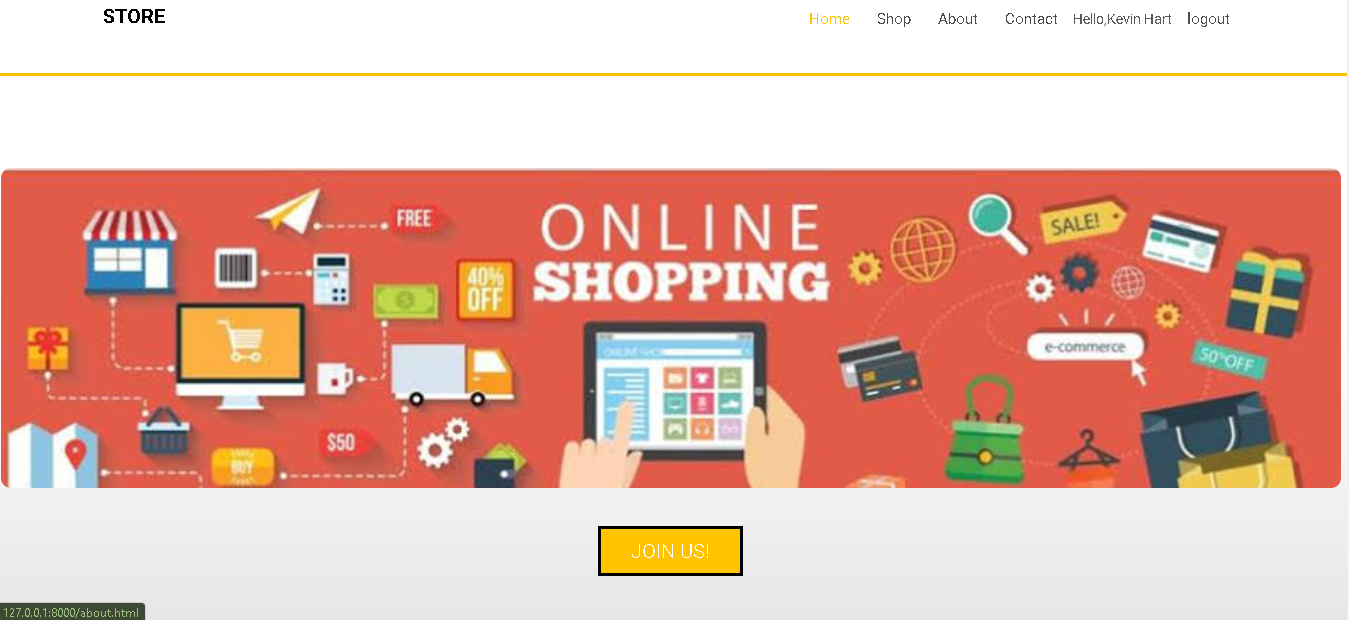 STORE
Home Shop About Contact Hello,Kevin Hart logout
FREE
ONLINE
SHOPPING
40%
OFF
SALE!
e-commerce
50%OFF
$50
BUY
JOIN US!
127.0.0.1:8000/about.html